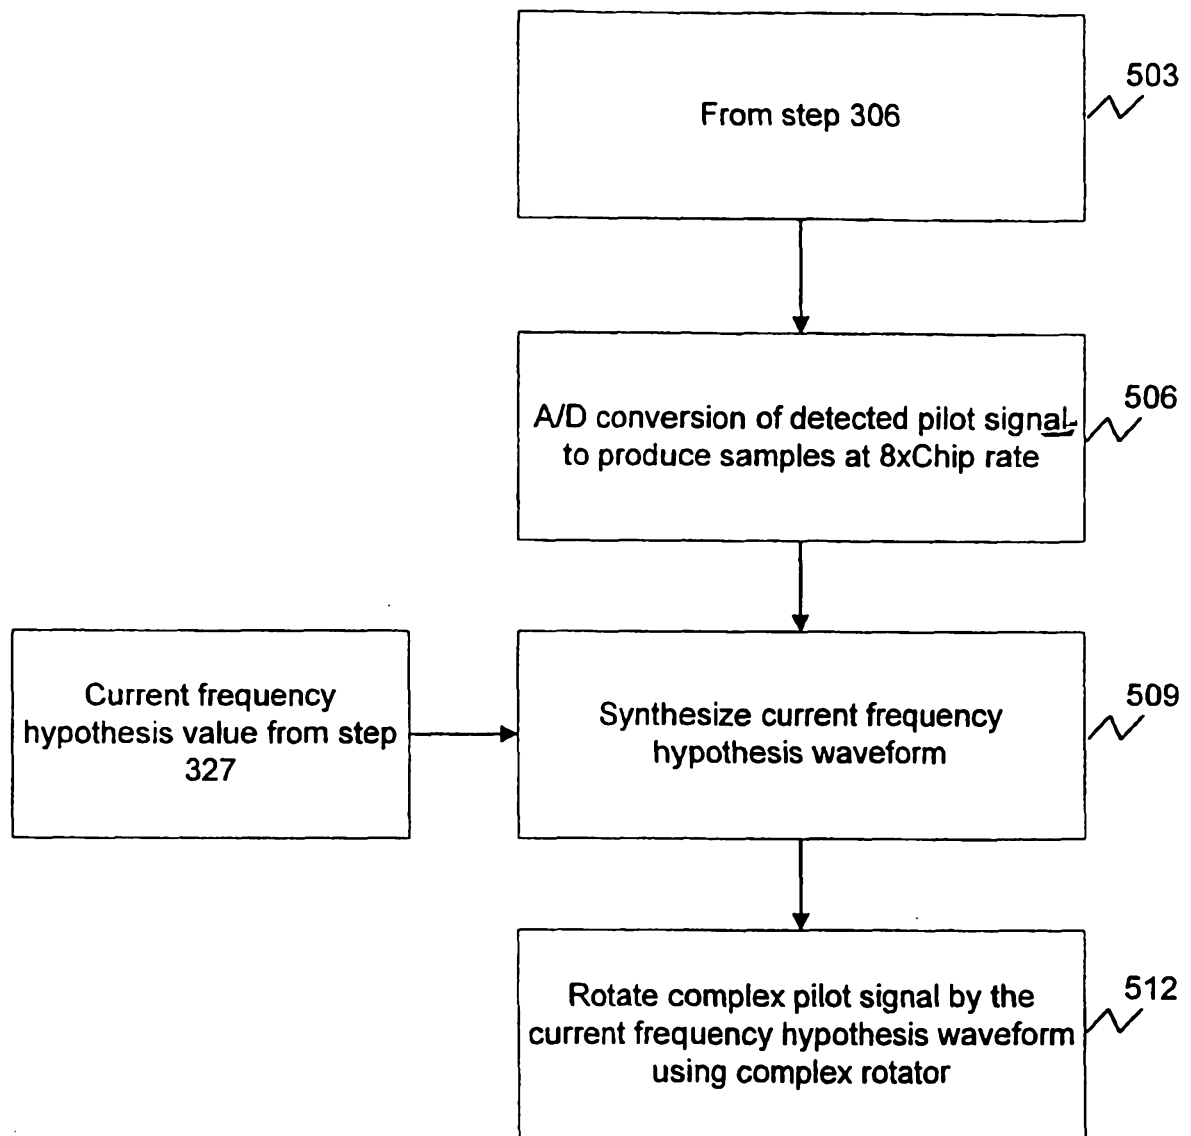 From step 306
503
A/D conversion of detected pilot signal
to produce samples at 8xChip rate
506
Current frequency
hypothesis value from step
327
Synthesize current frequency
hypothesis waveform
509
Rotate complex pilot signal by the
current frequency hypothesis waveform
using complex rotator
512